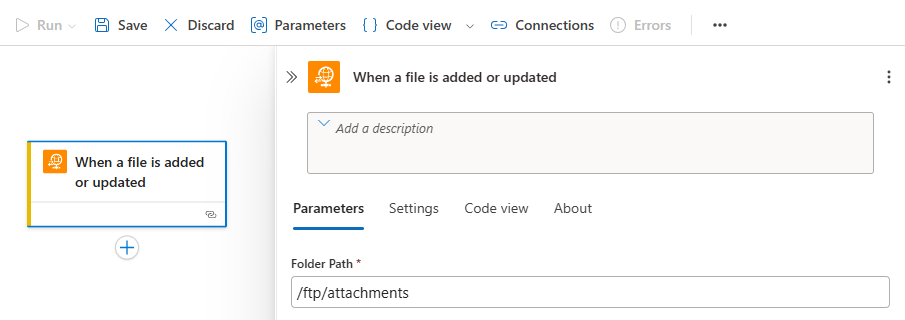 Run Save Discard Parameters Code view Connections Errors
When a file is added or updated
Add a description
When a file is added
or updated
Parameters Settings Code view About
Folder Path *
/ftp/attachments